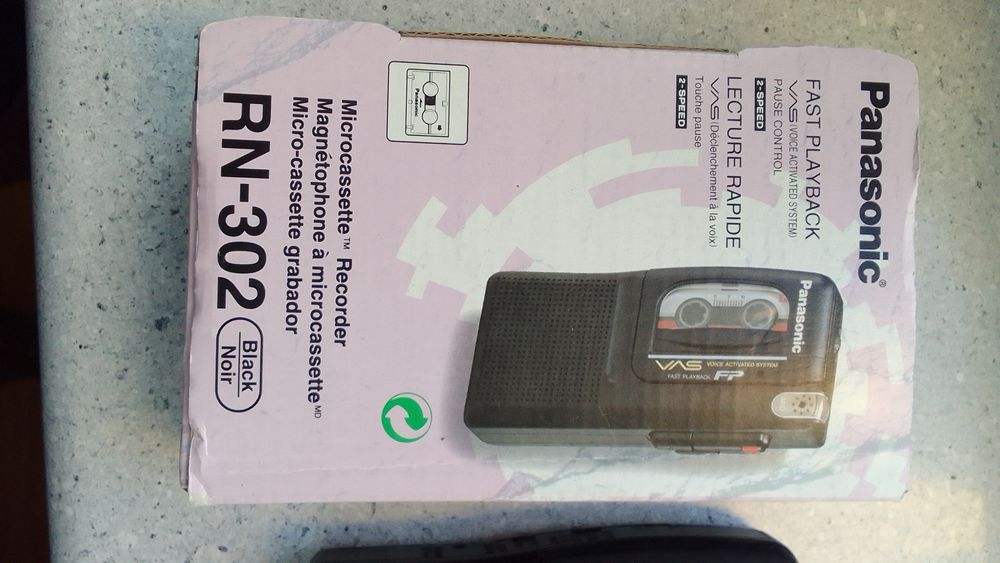 Panasonic®
FAST PLAYBACK
VAS (VOICE ACTIVATED SYSTEM)
PAUSE CONTROL
2-SPEED
LECTURE RAPIDE
VAS (Déclenchement à la voix)
Touche pause
2-SPEED
Panasonic
VAS VOICE ACTIVATED SYSTEM
FAST PLAYBACK FP
Panasonic
Microcassette™ Recorder
Magnétophone à microcassette MD
Micro-cassette grabador
RN-302
Black
Noir